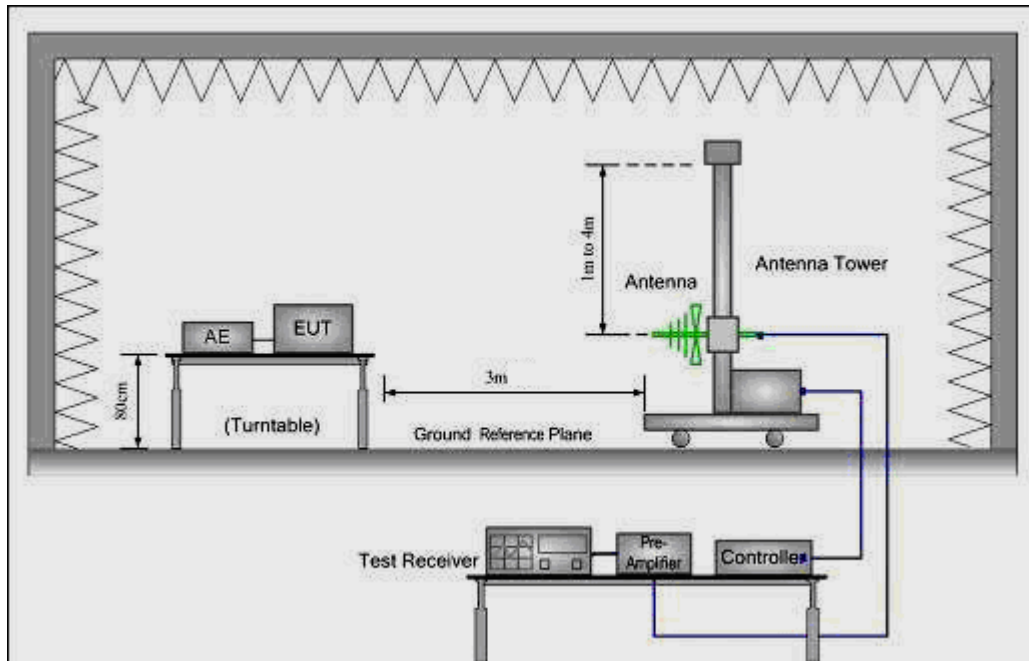 1m to 4m
Antenna Tower
Antenna
AE
EUT
80cm
3m
(Turntable)
Ground Reference Plane
Test Receiver
Pre-
Amplifier
Controller